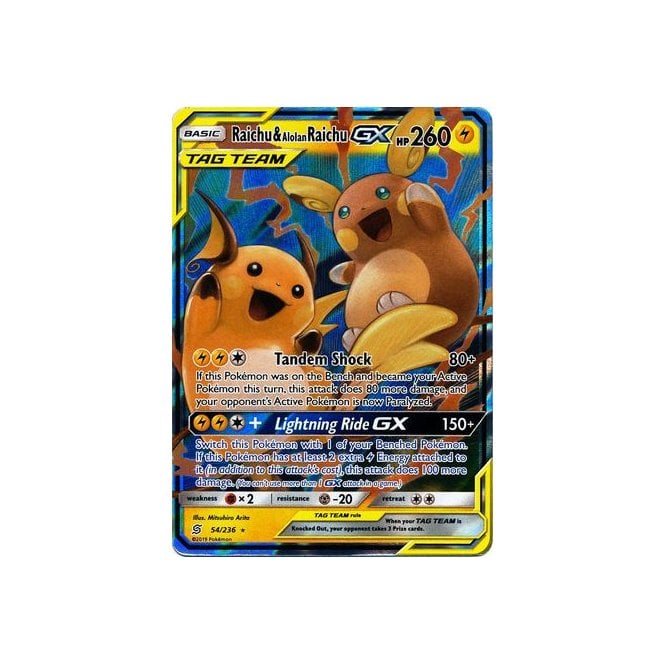 BASIC Raichu & Alolan Raichu GX HP 260
TAG TEAM
Tandem Shock 80+
If this Pokémon was on the Bench and became your Active
Pokémon this turn, this attack does 80 more damage, and
your opponent's Active Pokémon is now Paralyzed.
+ Lightning Ride GX 150+
Switch this Pokémon with 1 of your Benched Pokémon.
If this Pokémon has at least 2 extra Energy attached to
it (in addition to this attack's cost), this attack does 100 more
damage. (You can't use more than 1 GX attack in a game.)
weakness ×2 resistance -20 retreat
Illus. Mitsuhiro Arita
54/236 ★
©2019 Pokémon
TAG TEAM rule
When your TAG TEAM is
Knocked Out, your opponent takes 3 Prize cards.